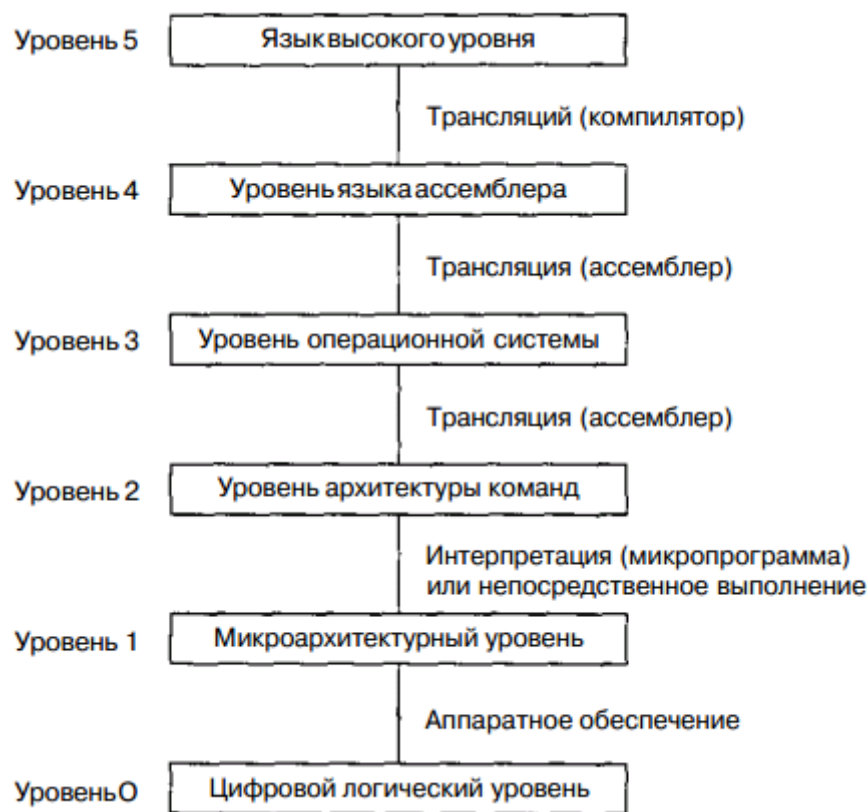 Уровень 5 Язык высокого уровня
Трансляций (компилятор)
Уровень 4 Уровень языка ассемблера
Трансляция (ассемблер)
Уровень 3 Уровень операционной системы
Трансляция (ассемблер)
Уровень 2 Уровень архитектуры команд
Интерпретация (микропрограмма)
или непосредственное выполнение
Уровень 1 Микроархитектурный уровень
Аппаратное обеспечение
Уровень 0 Цифровой логический уровень